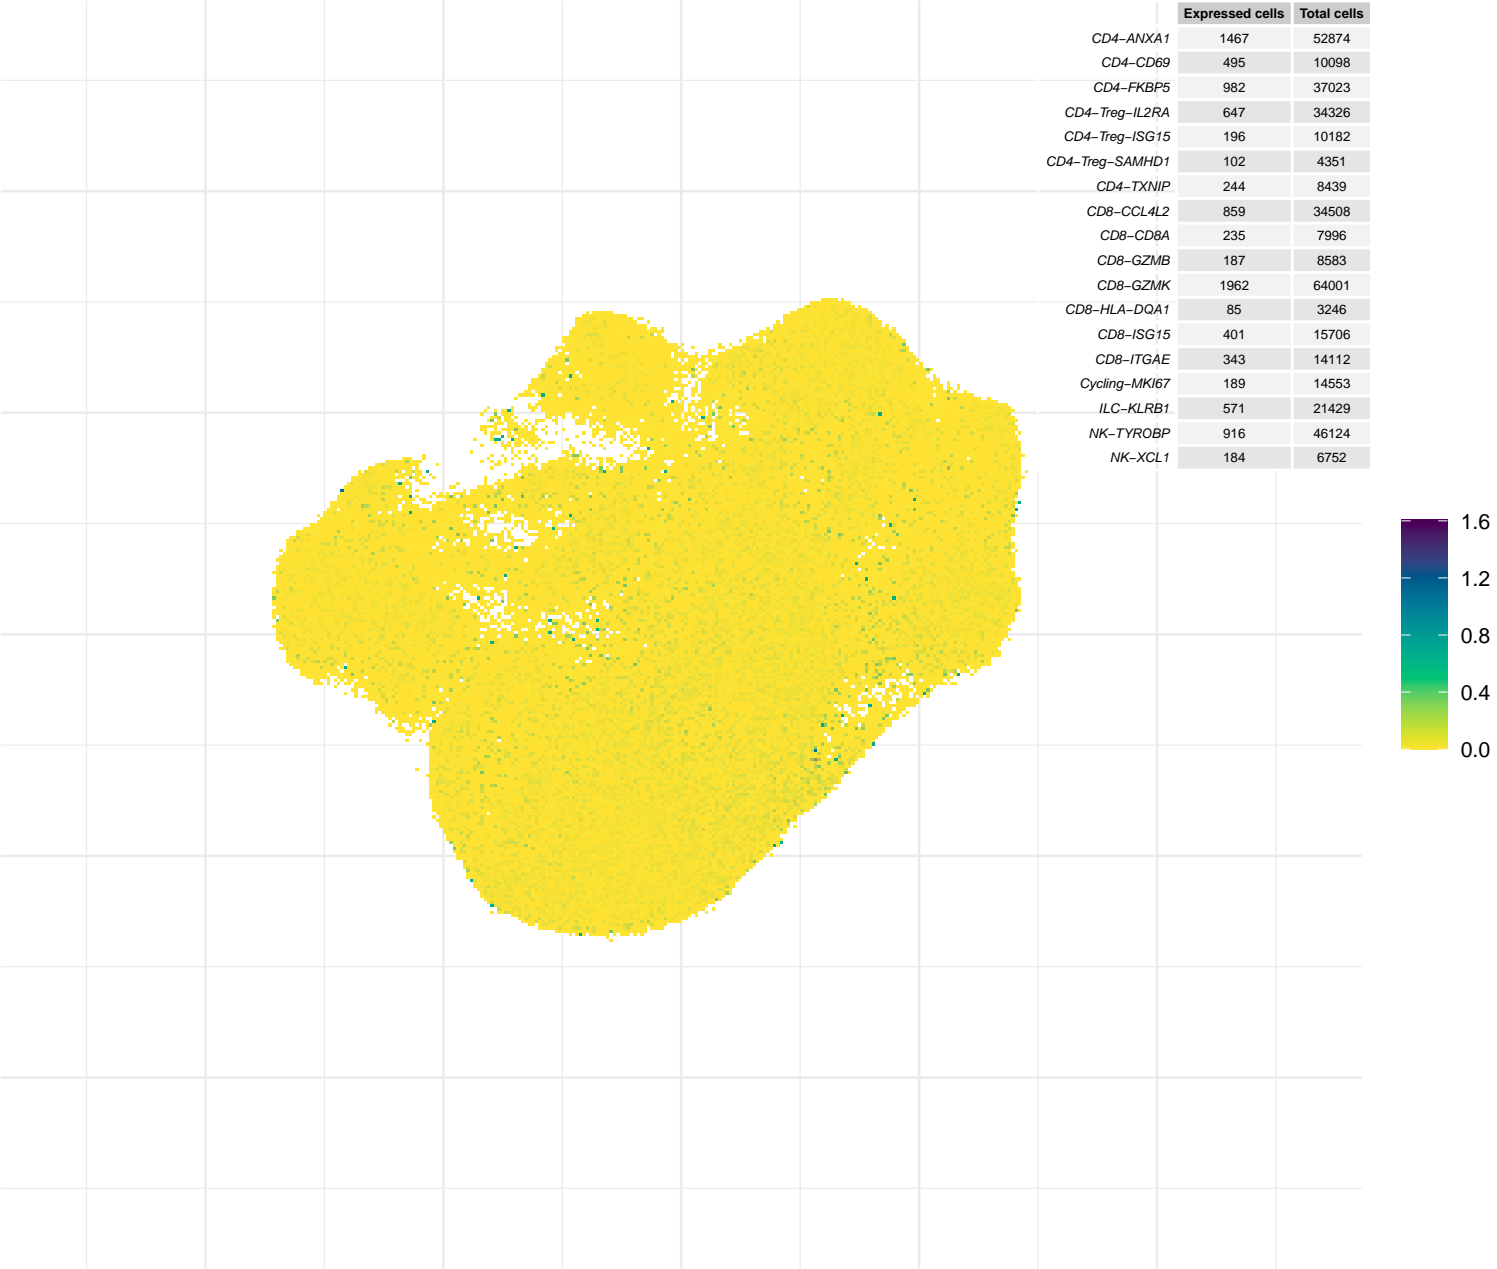 Expressed cells Total cells
CD4−ANXA1 1467 52874
CD4−CD69 495 10098
CD4−FKBP5 982 37023
CD4−Treg−IL2RA 647 34326
CD4−Treg−ISG15 196 10182
CD4−Treg−SAMHD1 102 4351
CD4−TXNIP 244 8439
CD8−CCL4L2 859 34508
CD8−CD8A 235 7996
CD8−GZMB 187 8583
CD8−GZMK 1962 64001
CD8−HLA−DQA1 85 3246
CD8−ISG15 401 15706
CD8−ITGAE 343 14112
Cycling−MKI67 189 14553
ILC−KLRB1 571 21429
NK−TYROBP 916 46124
NK−XCL1 184 6752
1.6
1.2
0.8
0.4
0.0